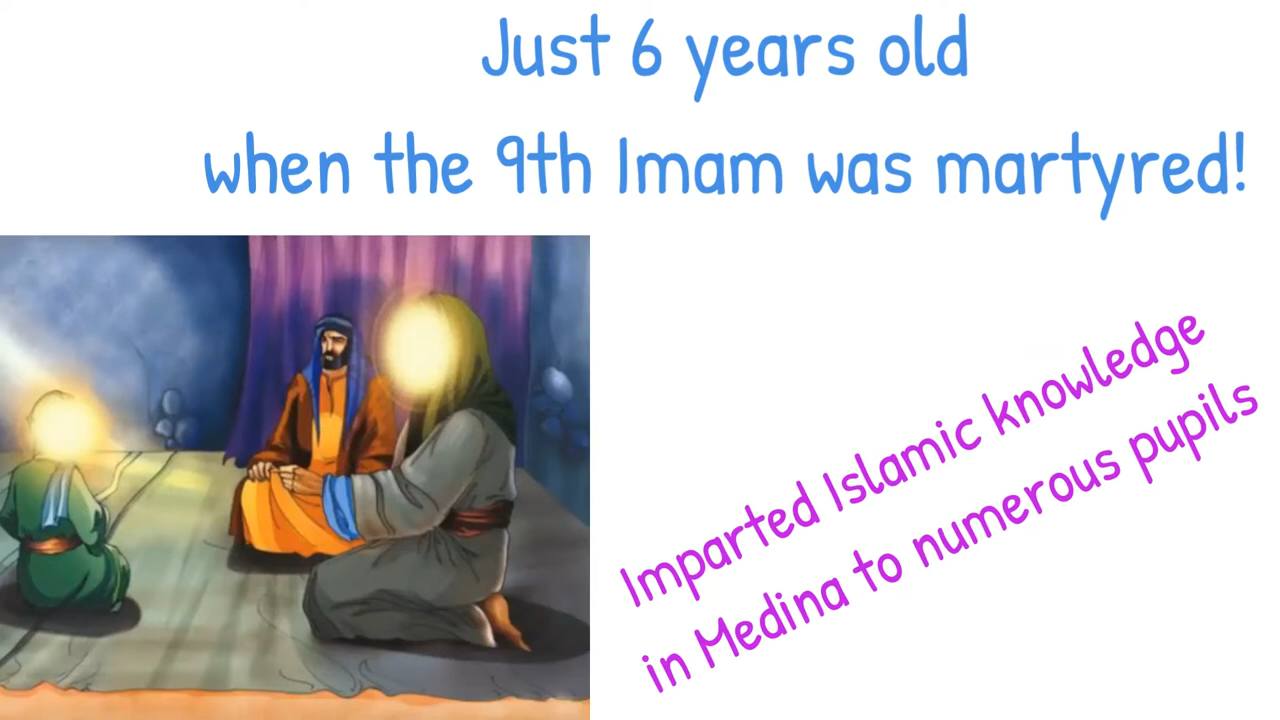 Just 6 years old
when the 9th Imam was martyred!
Imparted Islamic knowledge
in Medina to numerous pupils